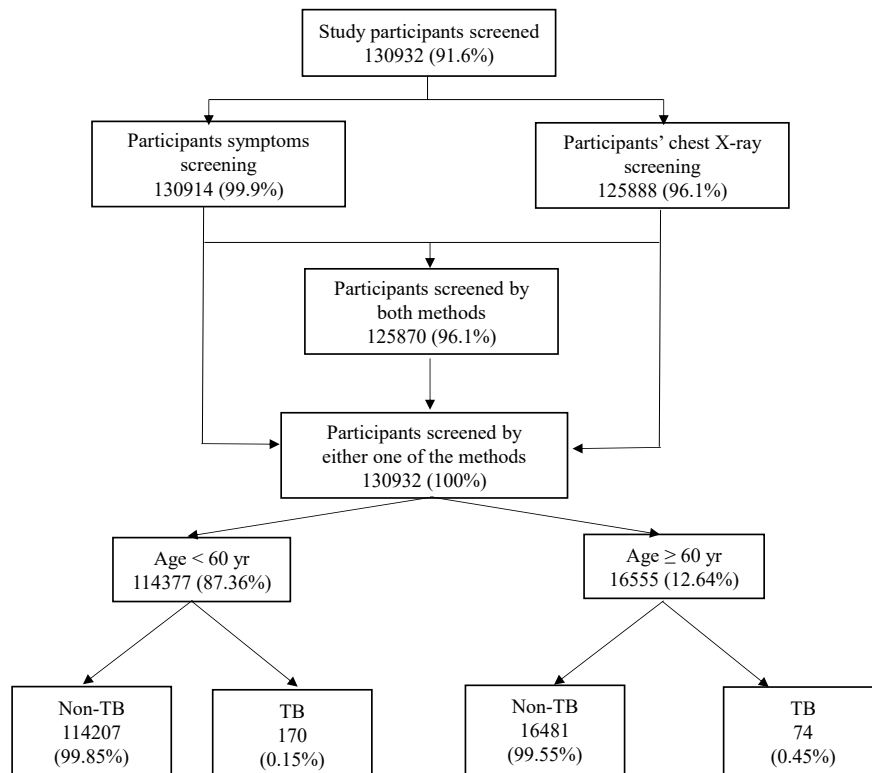 Study participants screened
130932 (91.6%)
Participants symptoms
screening
130914 (99.9%)
Participants’ chest X-ray
screening
125888 (96.1%)
Participants screened by
both methods
125870 (96.1%)
Participants screened by
either one of the methods
130932 (100%)
Age < 60 yr
114377 (87.36%)
Age ≥ 60 yr
16555 (12.64%)
Non-TB
114207
(99.85%)
TB
170
(0.15%)
Non-TB
16481
(99.55%)
TB
74
(0.45%)